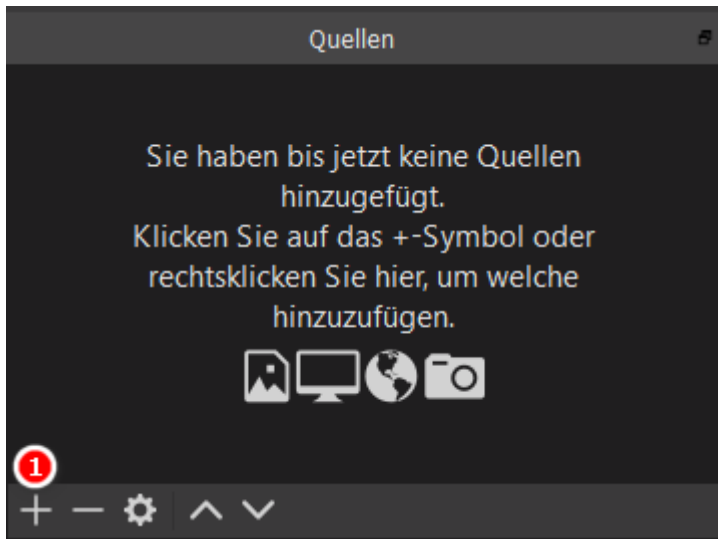 Quellen
Sie haben bis jetzt keine Quellen
hinzugefügt.
Klicken Sie auf das +-Symbol oder
rechtsklicken Sie hier, um welche
hinzuzufügen.
1